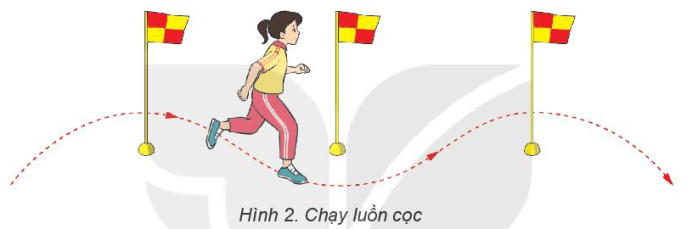 Hình 2. Chạy luồn cọc